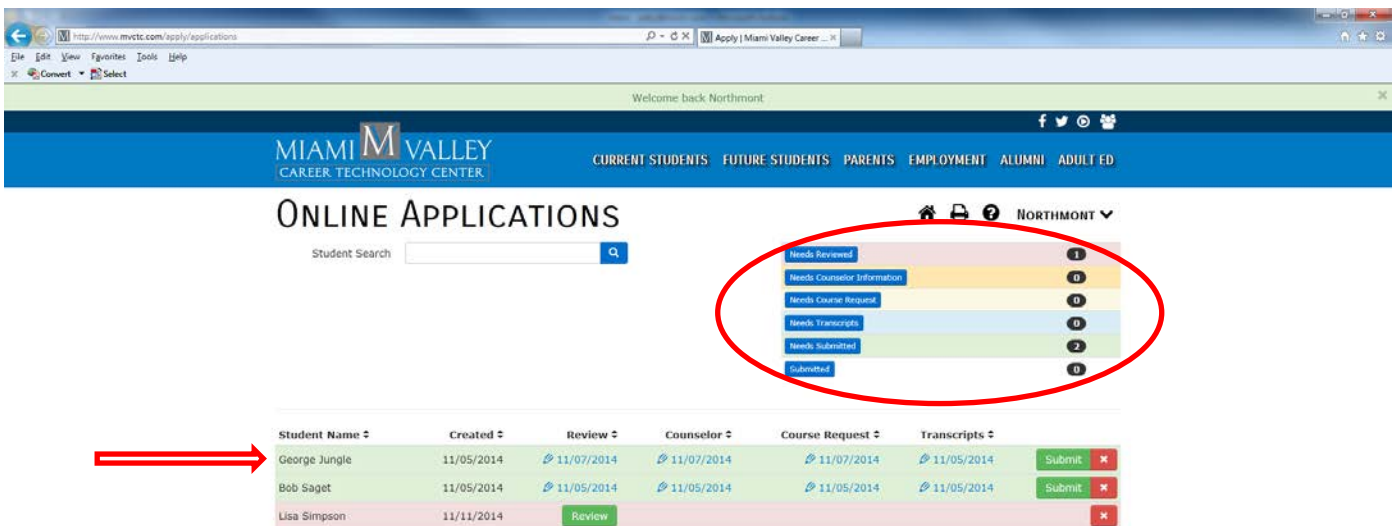 http://www.mvctc.com/apply/applications
Apply | Miami Valley Career ...
File Edit View Favorites Tools Help
Convert Select
Welcome back Northmont
MIAMI M VALLEY
CAREER TECHNOLOGY CENTER
CURRENT STUDENTS FUTURE STUDENTS PARENTS EMPLOYMENT ALUMNI ADULT ED
ONLINE APPLICATIONS
NORTHMONT
Student Search
Needs Reviewed 1
Needs Counselor Information 0
Needs Course Request 0
Needs Transcripts 0
Needs Submitted 2
Submitted 0
Student Name Created Review Counselor Course Request Transcripts
George Jungle 11/05/2014 11/07/2014 11/07/2014 11/07/2014 11/05/2014 Submit
Bob Saget 11/05/2014 11/05/2014 11/05/2014 11/05/2014 11/05/2014 Submit
Lisa Simpson 11/11/2014 Review